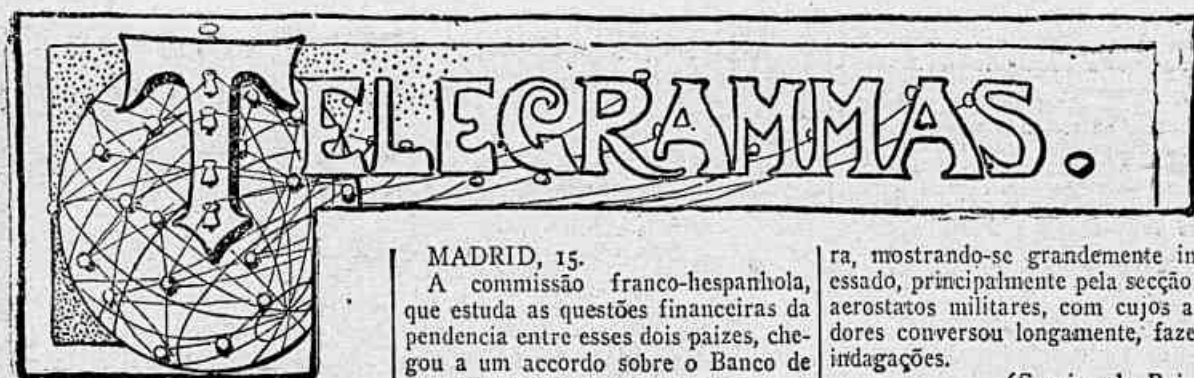 TELEGRAMMAS.
MADRID, 15.
A commissão franco-hespanhola,
que estuda as questões financeiras da
pendencia entre esses dois paizes, che-
gou a um accordo sobre o Banco de
ra, mostrando-se grandemente in
essado, principalmente pela secção
aerostatos militares, com cujos a
dores conversou longamente, faze
indagações.